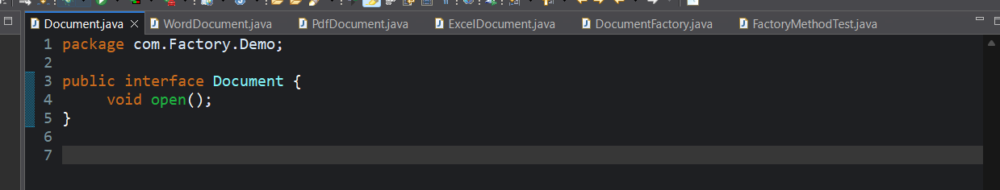 Document.java WordDocument.java PdfDocument.java ExcelDocument.java DocumentFactory.java FactoryMethodTest.java
1 package com.Factory.Demo;
2
3 public interface Document {
4 void open();
5 }
6
7